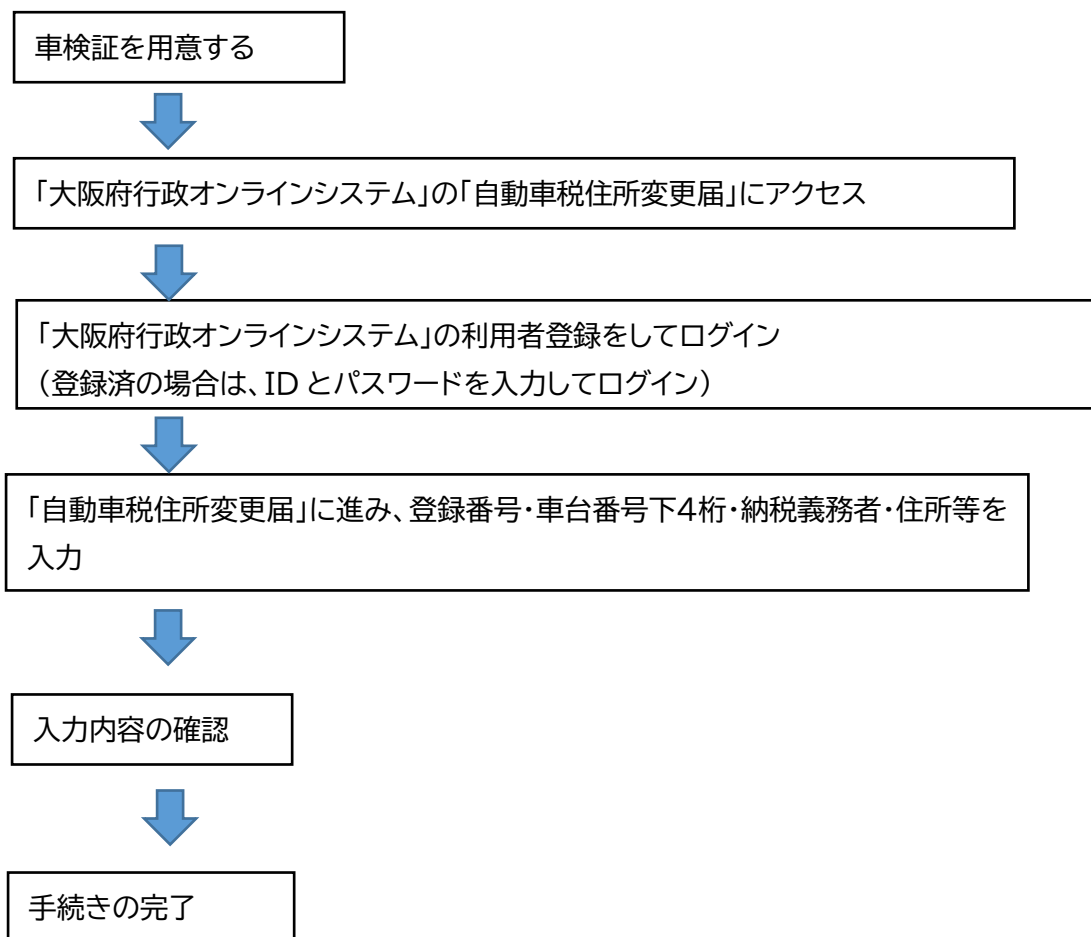 車検証を用意する
「大阪府行政オンラインシステム」の「自動車税住所変更届」にアクセス
「大阪府行政オンラインシステム」の利用者登録をしてログイン
（登録済の場合は、ID とパスワードを入力してログイン）
「自動車税住所変更届」に進み、登録番号・車台番号下4桁・納税義務者・住所等を
入力
入力内容の確認
手続きの完了